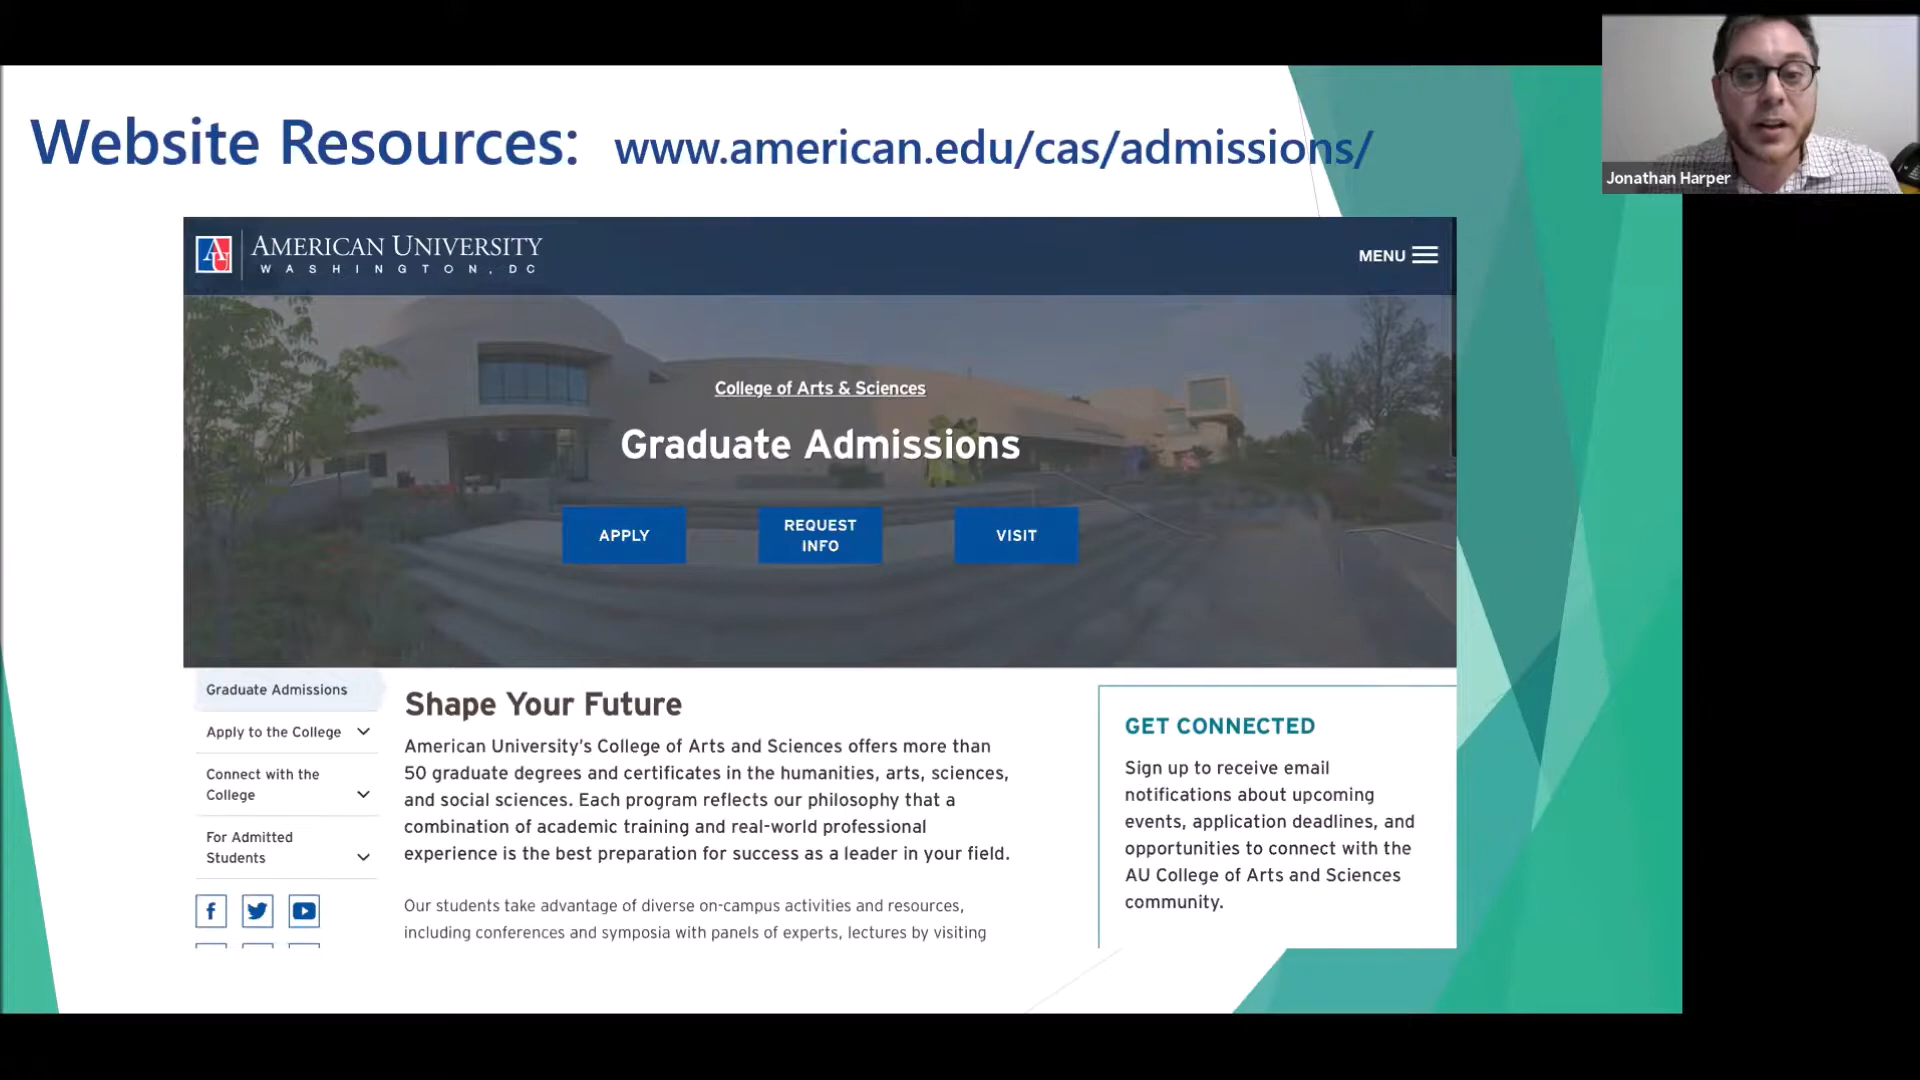 Website Resources: www.american.edu/cas/admissions/
Jonathan Harper
AU
AMERICAN UNIVERSITY
WASHINGTON, DC
MENU
College of Arts & Sciences
Graduate Admissions
APPLY
REQUEST
INFO
VISIT
Graduate Admissions
Apply to the College
Connect with the
College
For Admitted
Students
Shape Your Future
American University's College of Arts and Sciences offers more than
50 graduate degrees and certificates in the humanities, arts, sciences,
and social sciences. Each program reflects our philosophy that a
combination of academic training and real-world professional
experience is the best preparation for success as a leader in your field.
Our students take advantage of diverse on-campus activities and resources,
including conferences and symposia with panels of experts, lectures by visiting
GET CONNECTED
Sign up to receive email
notifications about upcoming
events, application deadlines, and
opportunities to connect with the
AU College of Arts and Sciences
community.